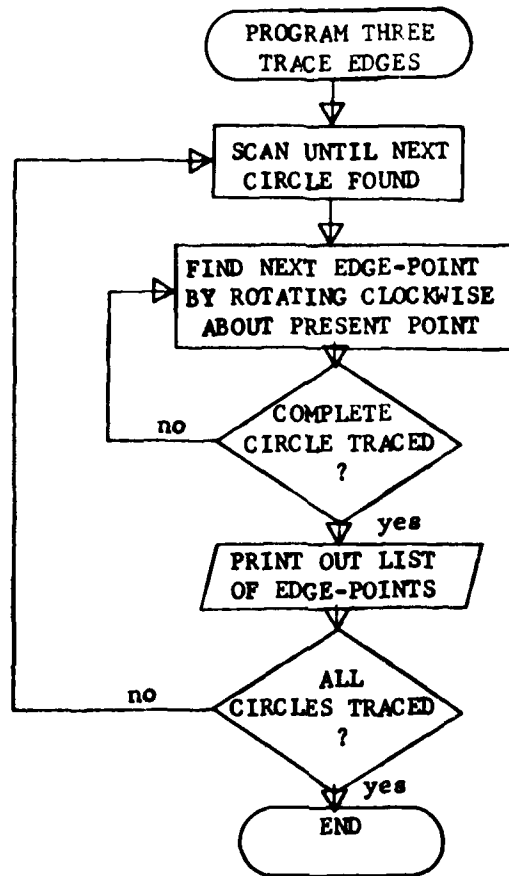 PROGRAM THREE
TRACE EDGES
SCAN UNTIL NEXT
CIRCLE FOUND
FIND NEXT EDGE-POINT
BY ROTATING CLOCKWISE
ABOUT PRESENT POINT
COMPLETE
CIRCLE TRACED
?
no
yes
PRINT OUT LIST
OF EDGE-POINTS
ALL
CIRCLES TRACED
?
no
yes
END